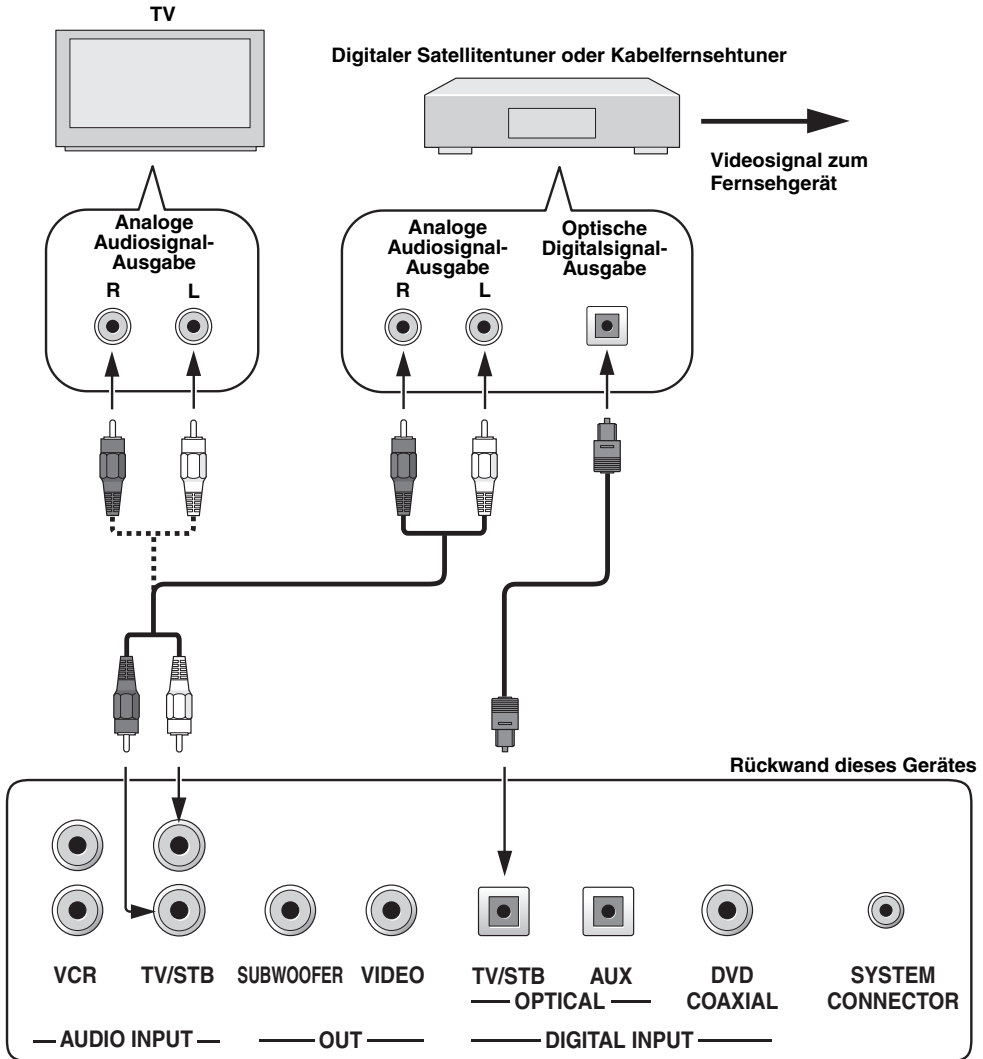 TV
Digitaler Satellitentuner oder Kabelfernsehtuner
Videosignal zum
Fernsehgerät
Analoge
Audiosignal-
Ausgabe
R L
Analoge
Audiosignal-
Ausgabe
R L
Optische
Digitalsignal-
Ausgabe
Rückwand dieses Gerätes
VCR TV/STB SUBWOOFER VIDEO TV/STB AUX DVD SYSTEM
OPTICAL COAXIAL CONNECTOR
AUDIO INPUT OUT DIGITAL INPUT